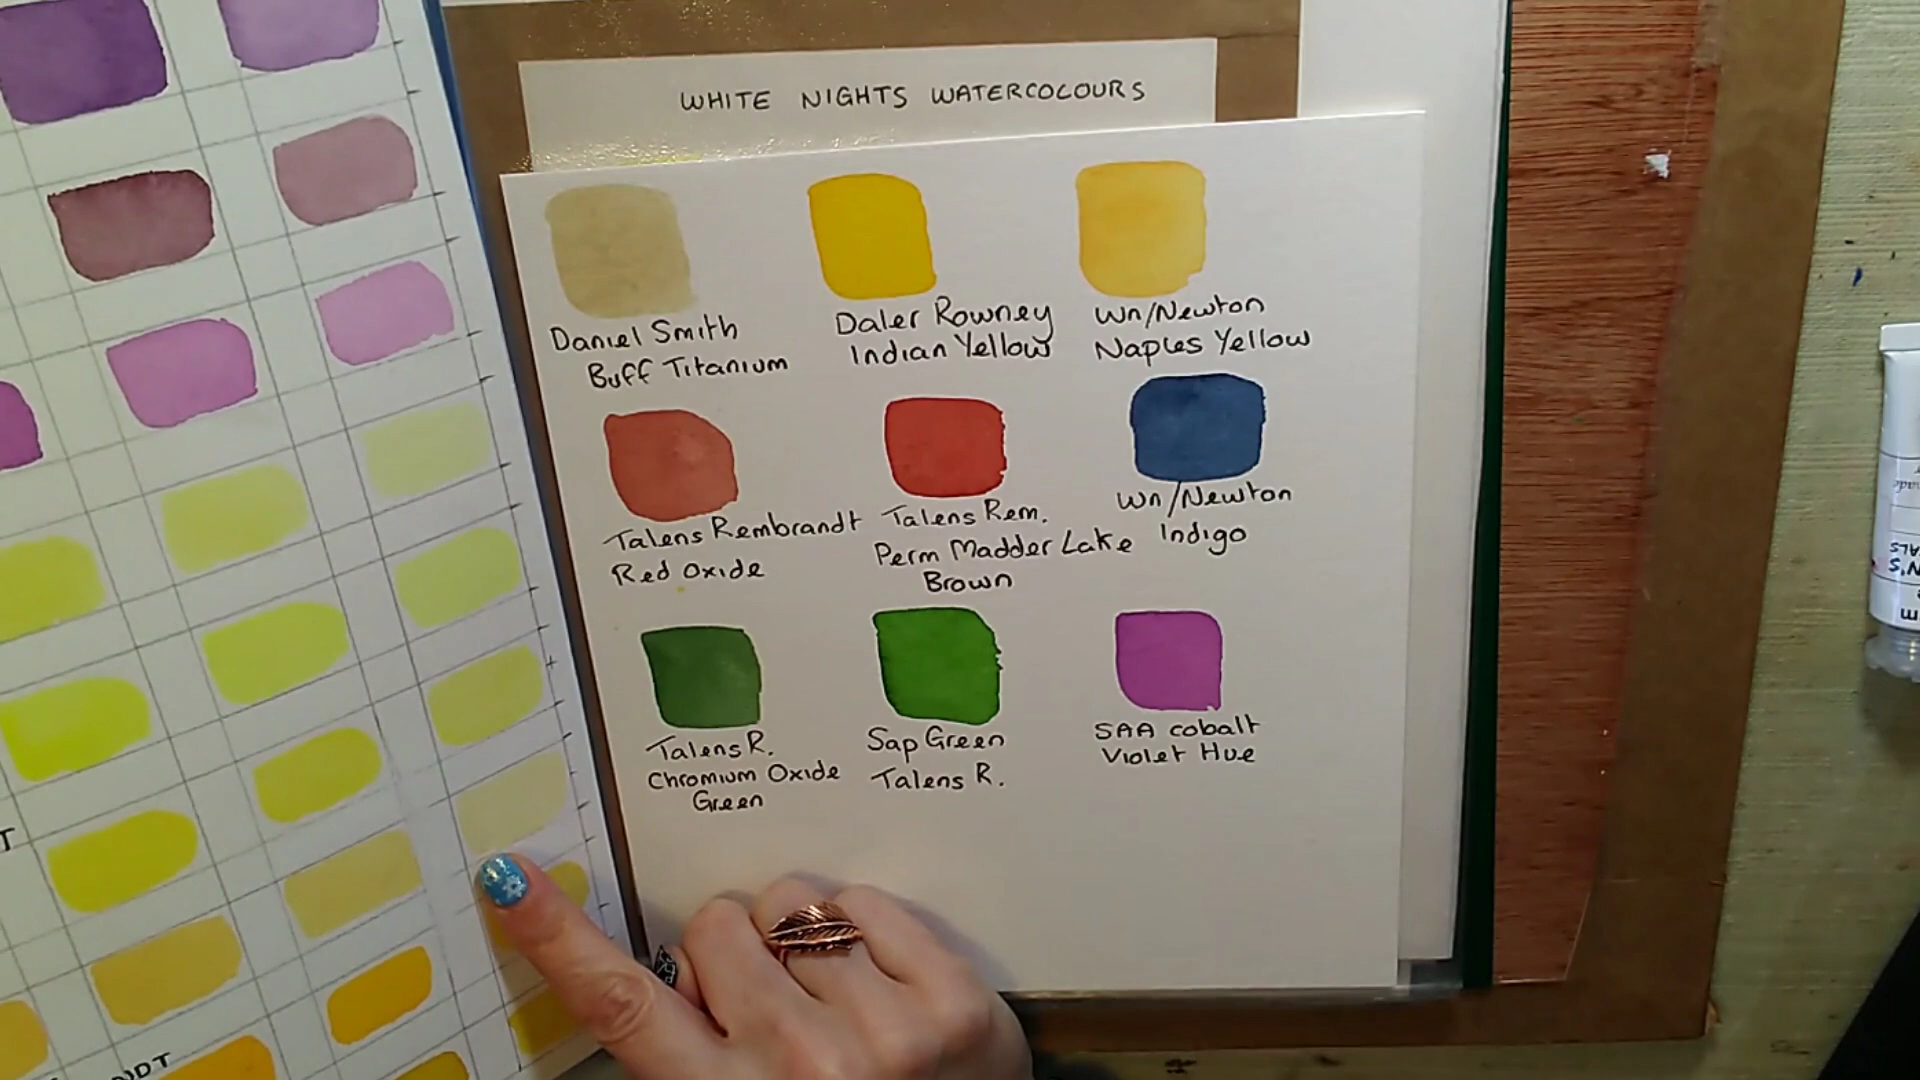 WHITE NIGHTS WATERCOLOURS
Daniel Smith
Buff Titanium
Daler Rowney
Indian Yellow
Wn/Newton
Naples Yellow
Talens Rembrandt
Red Oxide
Talens Rem.
Perm Madder Lake
Brown
Wn/Newton
Indigo
Talens R.
Chromium Oxide
Green
Sap Green
Talens R.
SAA cobalt
Violet Hue